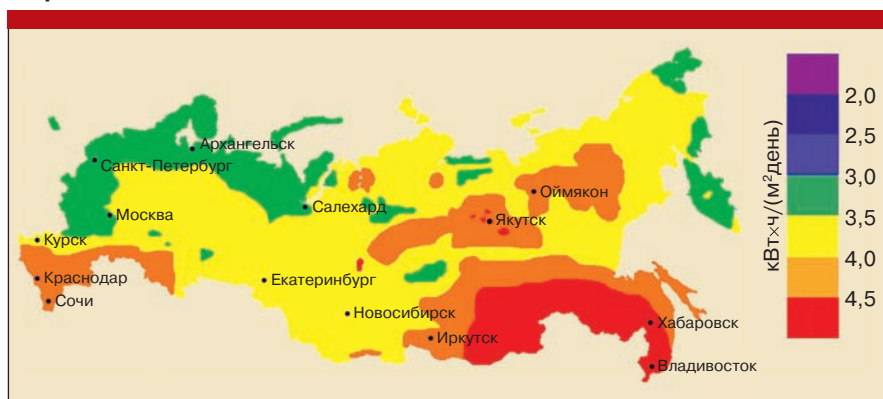 Архангельск
Санкт-Петербург
Оймякон
Салехард
Москва
Якутск
Курск
Краснодар
Екатеринбург
Сочи
Новосибирск
Хабаровск
Иркутск
Владивосток
2,0
2,5
3,0
3,5
4,0
4,5
кВт×ч/(м²день)